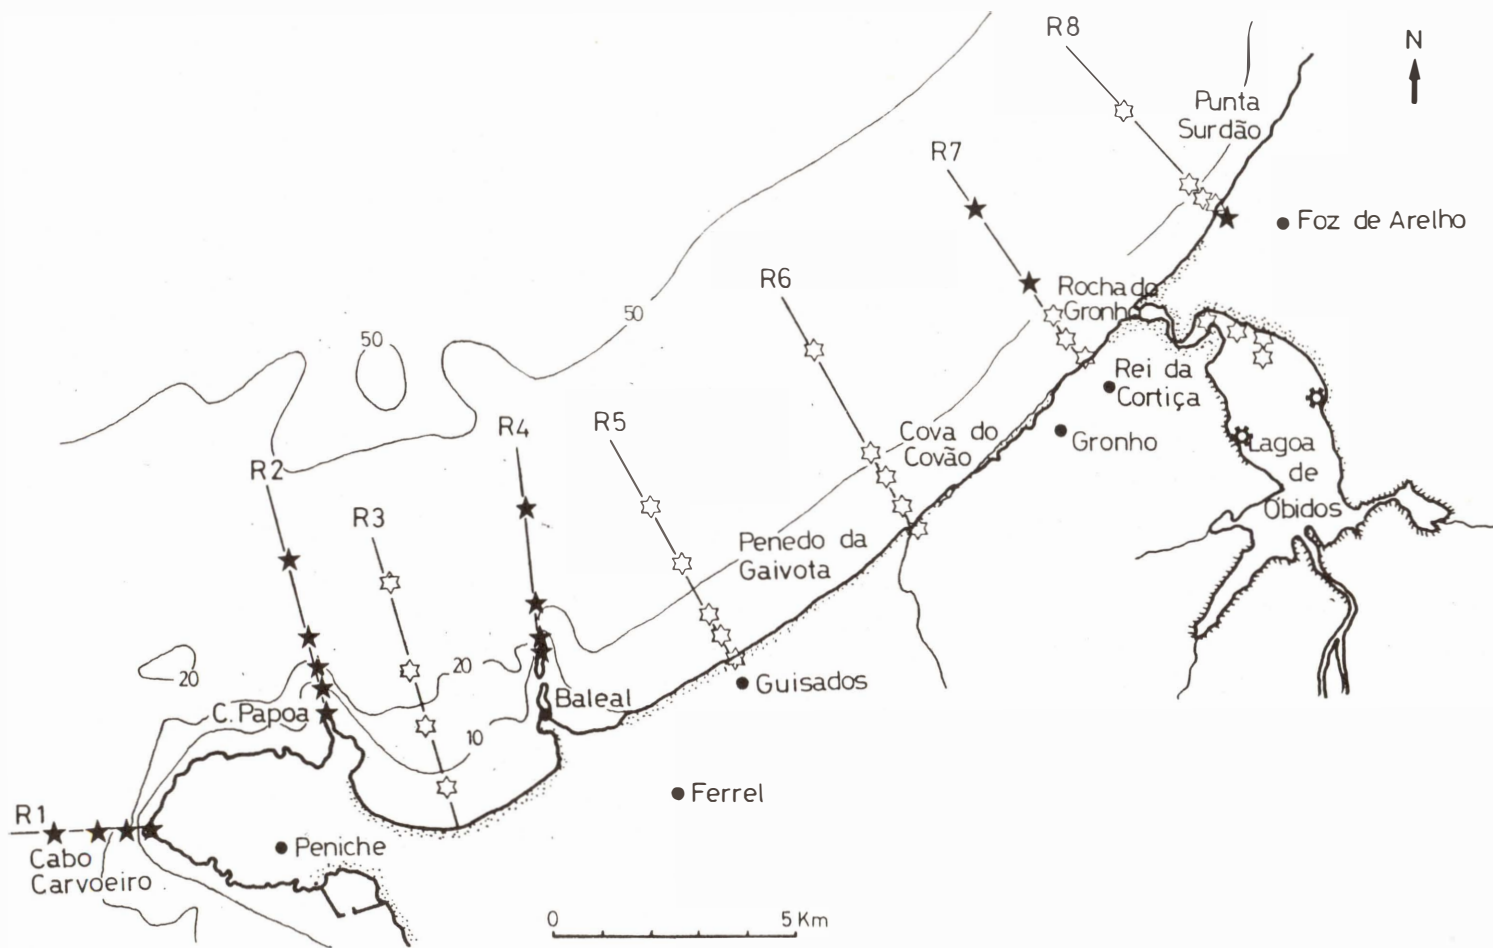 R8
N
Punta
Surdão
R7
Foz de Arelho
R6
Rocha do
Gronho
50
50
Rei da
Cortiça
R4
R5
Cova do
Covão
Gronho
Lagoa
de
Óbidos
R2
R3
Penedo da
Gaivota
20
20
Guisados
C. Papoa
Baleal
10
Ferrel
R1
Peniche
Cabo
Carvoeiro
0
5 Km